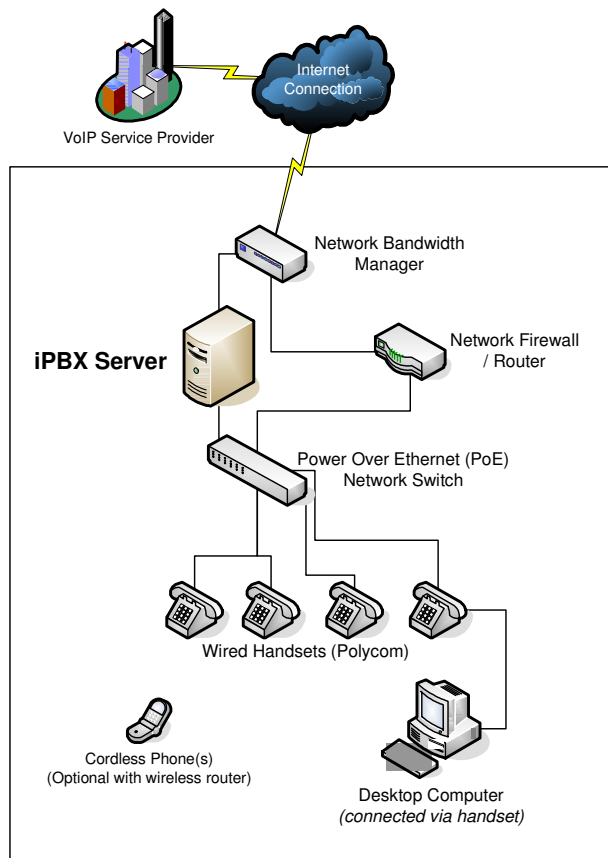 Internet
Connection
VoIP Service Provider
Network Bandwidth
Manager
iPBX Server
Network Firewall
/ Router
Power Over Ethernet (PoE)
Network Switch
Wired Handsets (Polycom)
Cordless Phone(s)
(Optional with wireless router)
Desktop Computer
(connected via handset)